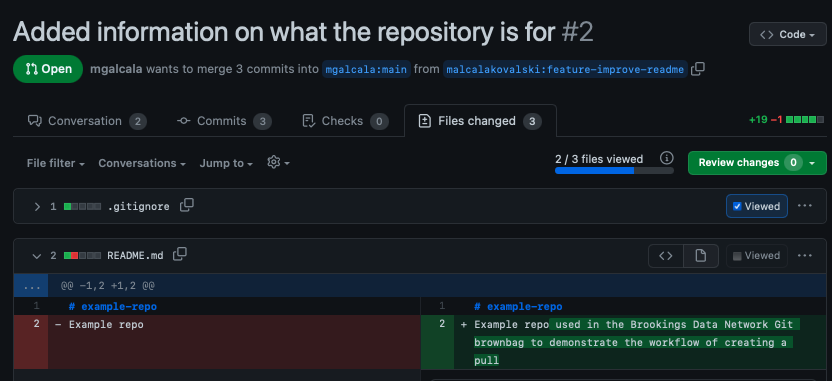 Added information on what the repository is for #2
<> Code
Open
mgalcala wants to merge 3 commits into mgalcala:main from malcalakovalski:feature-improve-readme
Conversation 2
Commits 3
Checks 0
Files changed 3
+19 −1
File filter
Conversations
Jump to
2 / 3 files viewed
Review changes 0
1 .gitignore
Viewed
2 README.md
Viewed
... @@ -1,2 +1,2 @@
1 # example-repo
1 # example-repo
2 - Example repo
2 + Example repo used in the Brookings Data Network Git
brownbag to demonstrate the workflow of creating a
pull